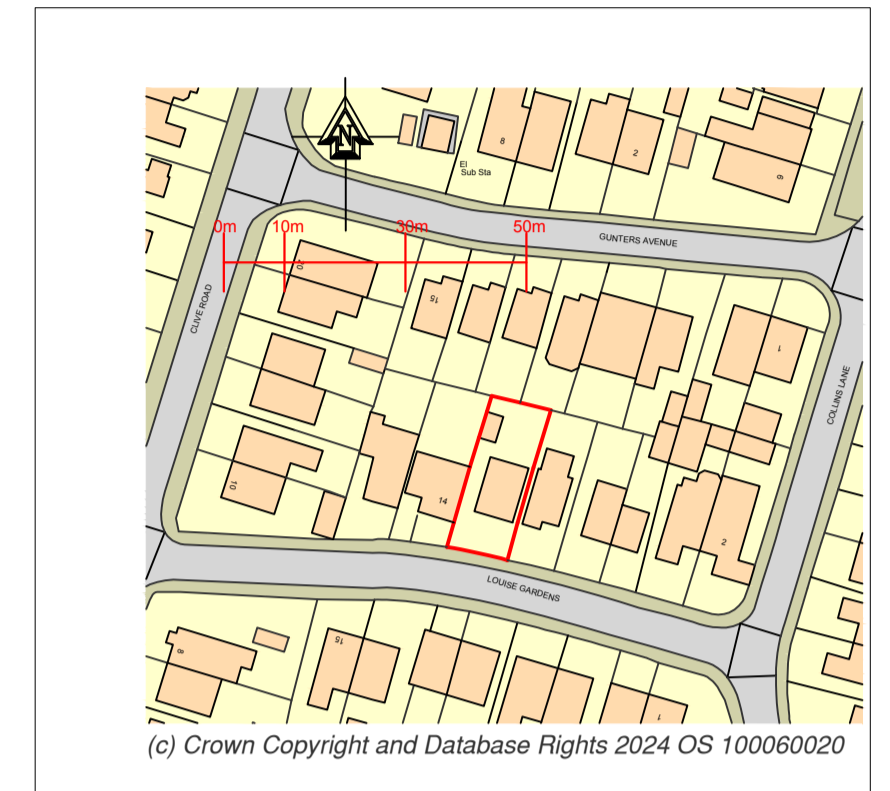 N
8
2
9
El
Sub Sta
GUNTERS AVENUE
0m 10m 30m 50m
20
15
1
CLIVE ROAD
COLLINS LANE
10
14
2
LOUISE GARDENS
8
15
1
(c) Crown Copyright and Database Rights 2024 OS 100060020